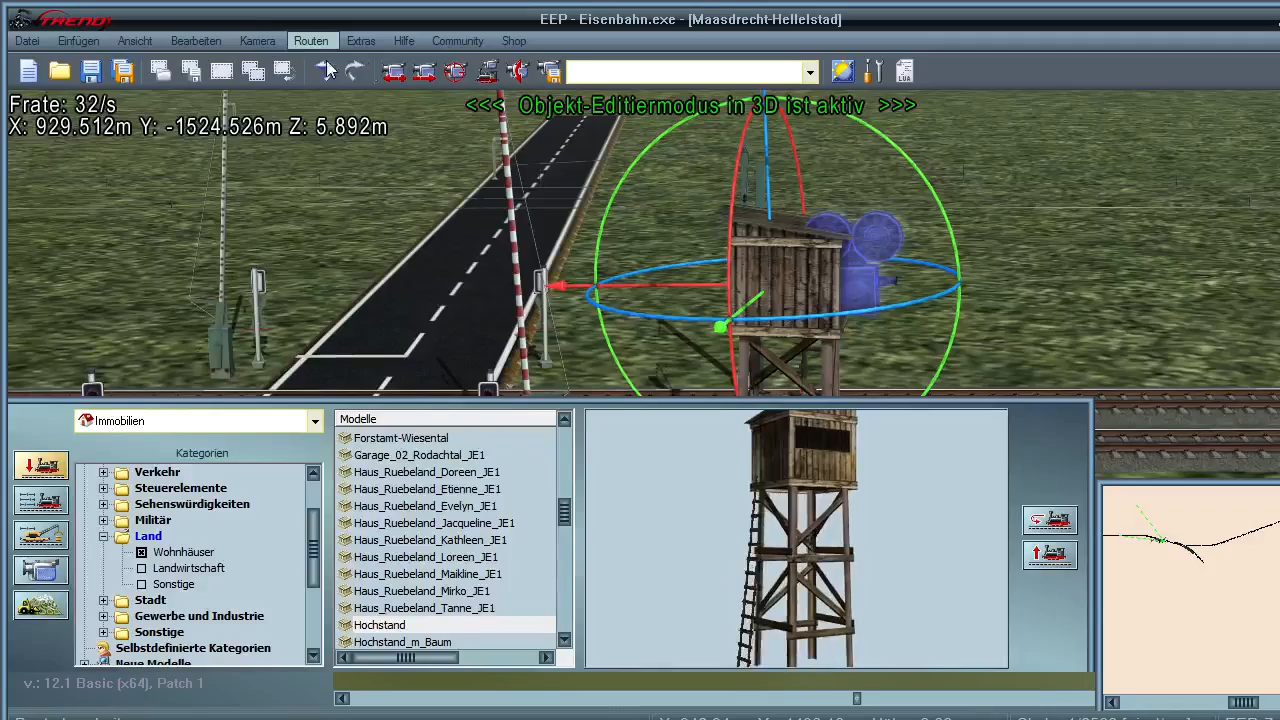 TREND
EEP - Eisenbahn.exe - [Maasdrecht-Hellelstad]
Datei Einfügen Ansicht Bearbeiten Kamera Routen Extras Hilfe Community Shop
LUA
Frate: 32/s
<<< Objekt-Editiermodus in 3D ist aktiv >>>
X: 929.512m Y: -1524.526m Z: 5.892m
Immobilien
Kategorien
Verkehr
Steuerelemente
Sehenswürdigkeiten
Militär
Land
Wohnhäuser
Landwirtschaft
Sonstige
Stadt
Gewerbe und Industrie
Sonstige
Selbstdefinierte Kategorien
Neue Modelle
Modelle
Forstamt-Wiesental
Garage_02_Rodachtal_JE1
Haus_Ruebeland_Doreen_JE1
Haus_Ruebeland_Etienne_JE1
Haus_Ruebeland_Evelyn_JE1
Haus_Ruebeland_Jacqueline_JE1
Haus_Ruebeland_Kathleen_JE1
Haus_Ruebeland_Loreen_JE1
Haus_Ruebeland_Maikline_JE1
Haus_Ruebeland_Mirko_JE1
Haus_Ruebeland_Tanne_JE1
Hochstand
Hochstand_m_Baum
v.: 12.1 Basic (x64), Patch 1